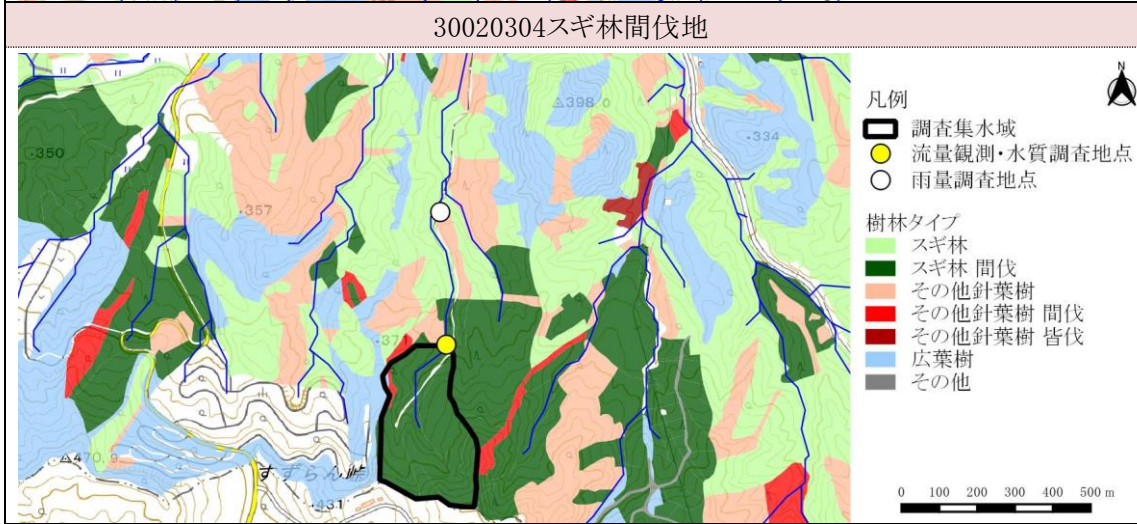 30020304スギ林間伐地
N
凡例
調査集水域
流量観測・水質調査地点
雨量調査地点
樹林タイプ
スギ林
スギ林 間伐
その他針葉樹
その他針葉樹 間伐
その他針葉樹 皆伐
広葉樹
その他
0 100 200 300 400 500 m
398.0
334
350
357
371
470.9
すずらん
431